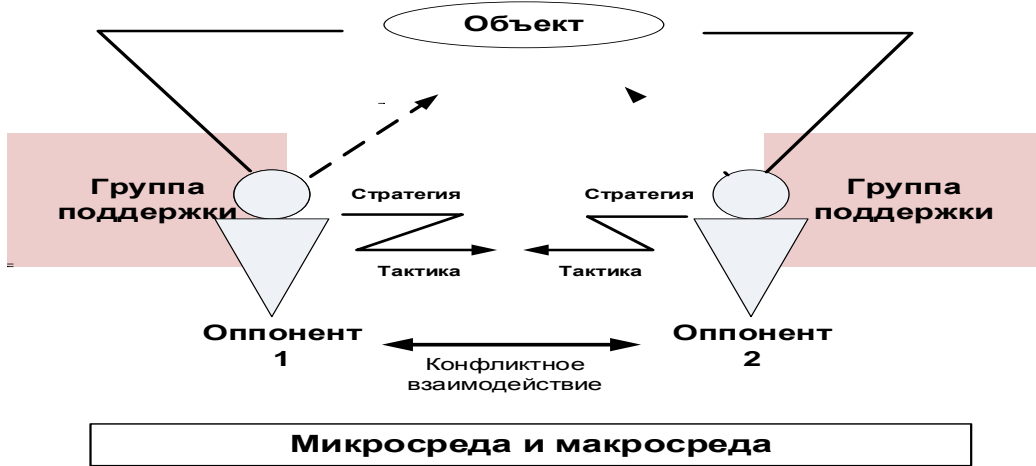 Объект
Группа
поддержки
Стратегия
Стратегия
Группа
поддержки
Тактика
Тактика
Оппонент
1
Оппонент
2
Конфликтное
взаимодействие
Микросреда и макросреда